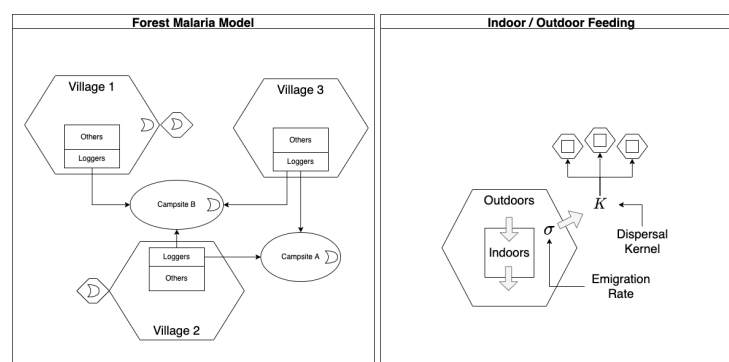 Forest Malaria Model
Village 1
Others
Loggers
Village 3
Others
Loggers
Campsite B
Loggers
Others
Campsite A
Village 2
Indoor / Outdoor Feeding
Outdoors
Indoors
σ
K
Dispersal
Kernel
Emigration
Rate